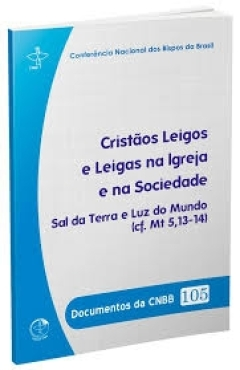 Conferência Nacional dos Bispos do Brasil
Cristãos Leigos
e Leigas na Igreja
e na Sociedade
Sal da Terra e Luz do Mundo
(cf. Mt 5,13-14)
Documentos da CNBB 105